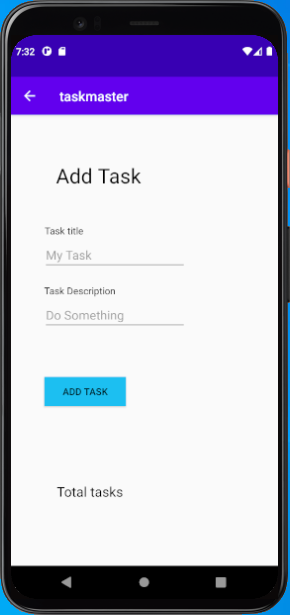 7:32
taskmaster
Add Task
Task title
My Task
Task Description
Do Something
ADD TASK
Total tasks